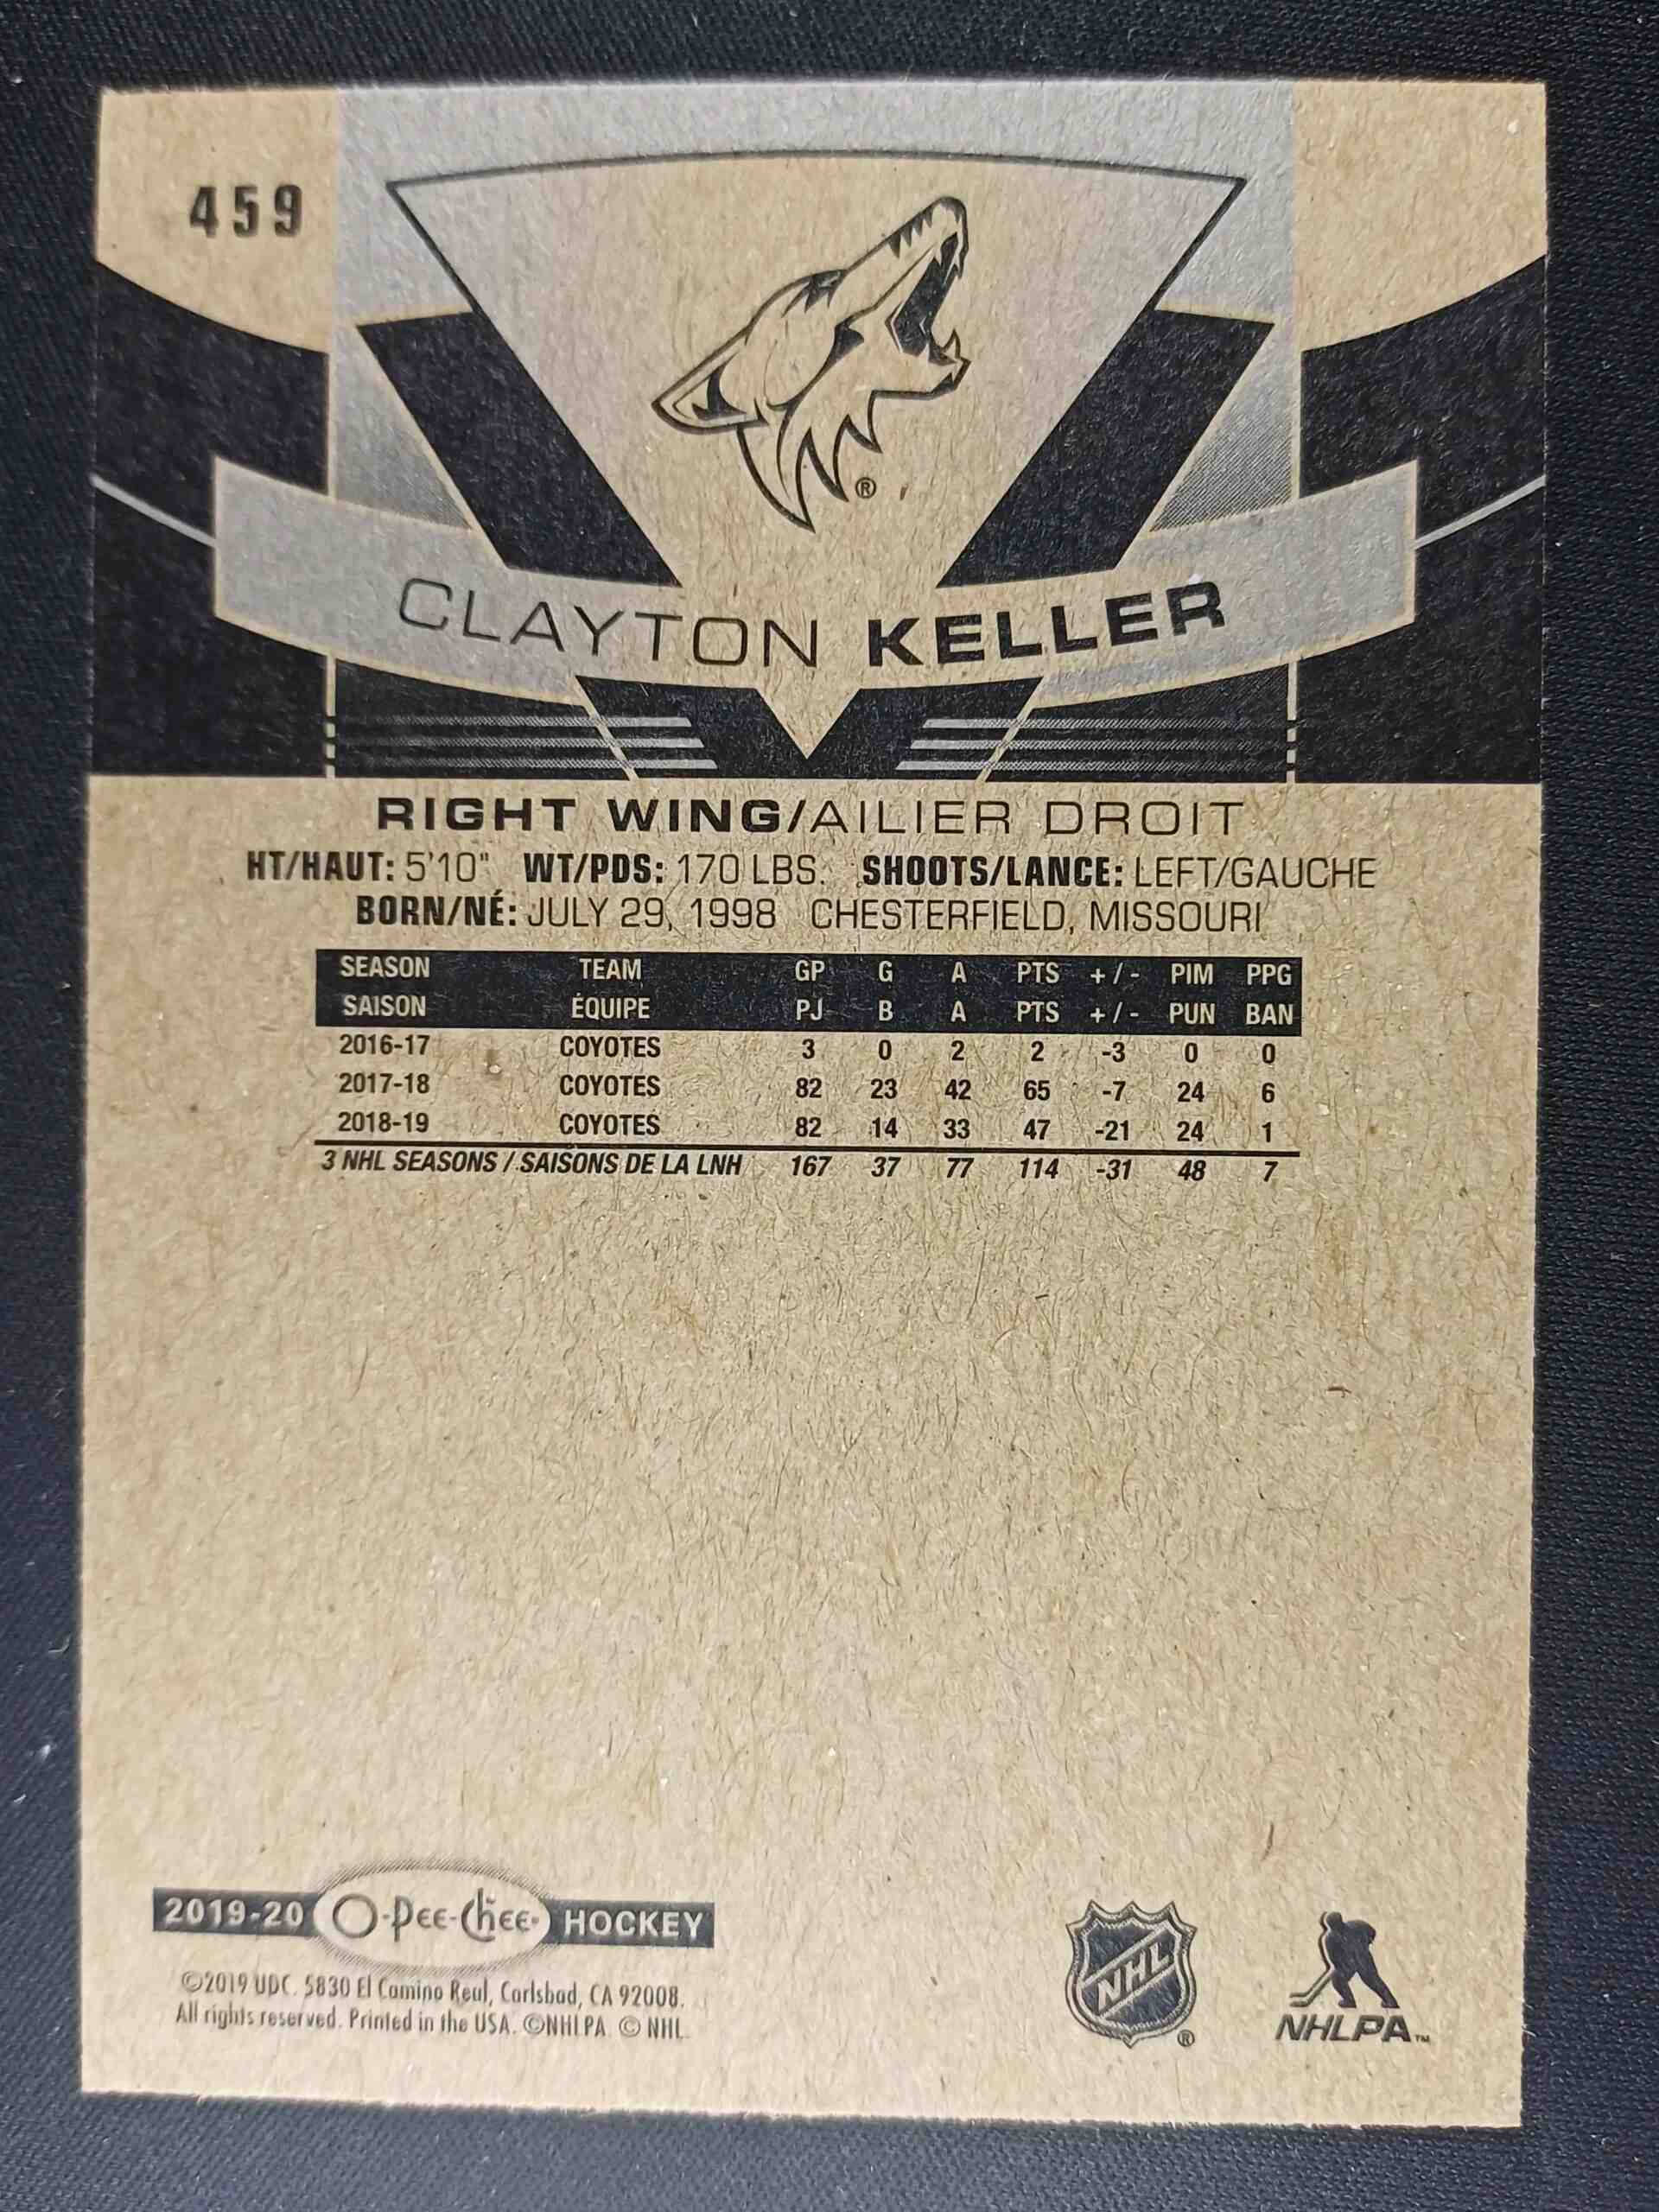 459
®
CLAYTON KELLER
RIGHT WING/AILIER DROIT
HT/HAUT: 5'10" WT/PDS: 170 LBS. SHOOTS/LANCE: LEFT/GAUCHE
BORN/NÉ: JULY 29, 1998 CHESTERFIELD, MISSOURI
SEASON TEAM GP G A PTS +/- PIM PPG
SAISON ÉQUIPE PJ B A PTS +/- PUN BAN
2016-17 COYOTES 3 0 2 2 -3 0 0
2017-18 COYOTES 82 23 42 65 -7 24 6
2018-19 COYOTES 82 14 33 47 -21 24 1
3 NHL SEASONS / SAISONS DE LA LNH 167 37 77 114 -31 48 7
2019-20 O-Pee-Chee HOCKEY
©2019 UDC. 5830 El Camino Real, Carlsbad, CA 92008.
All rights reserved. Printed in the USA. ©NHLPA © NHL.
NHL ®
NHLPA™